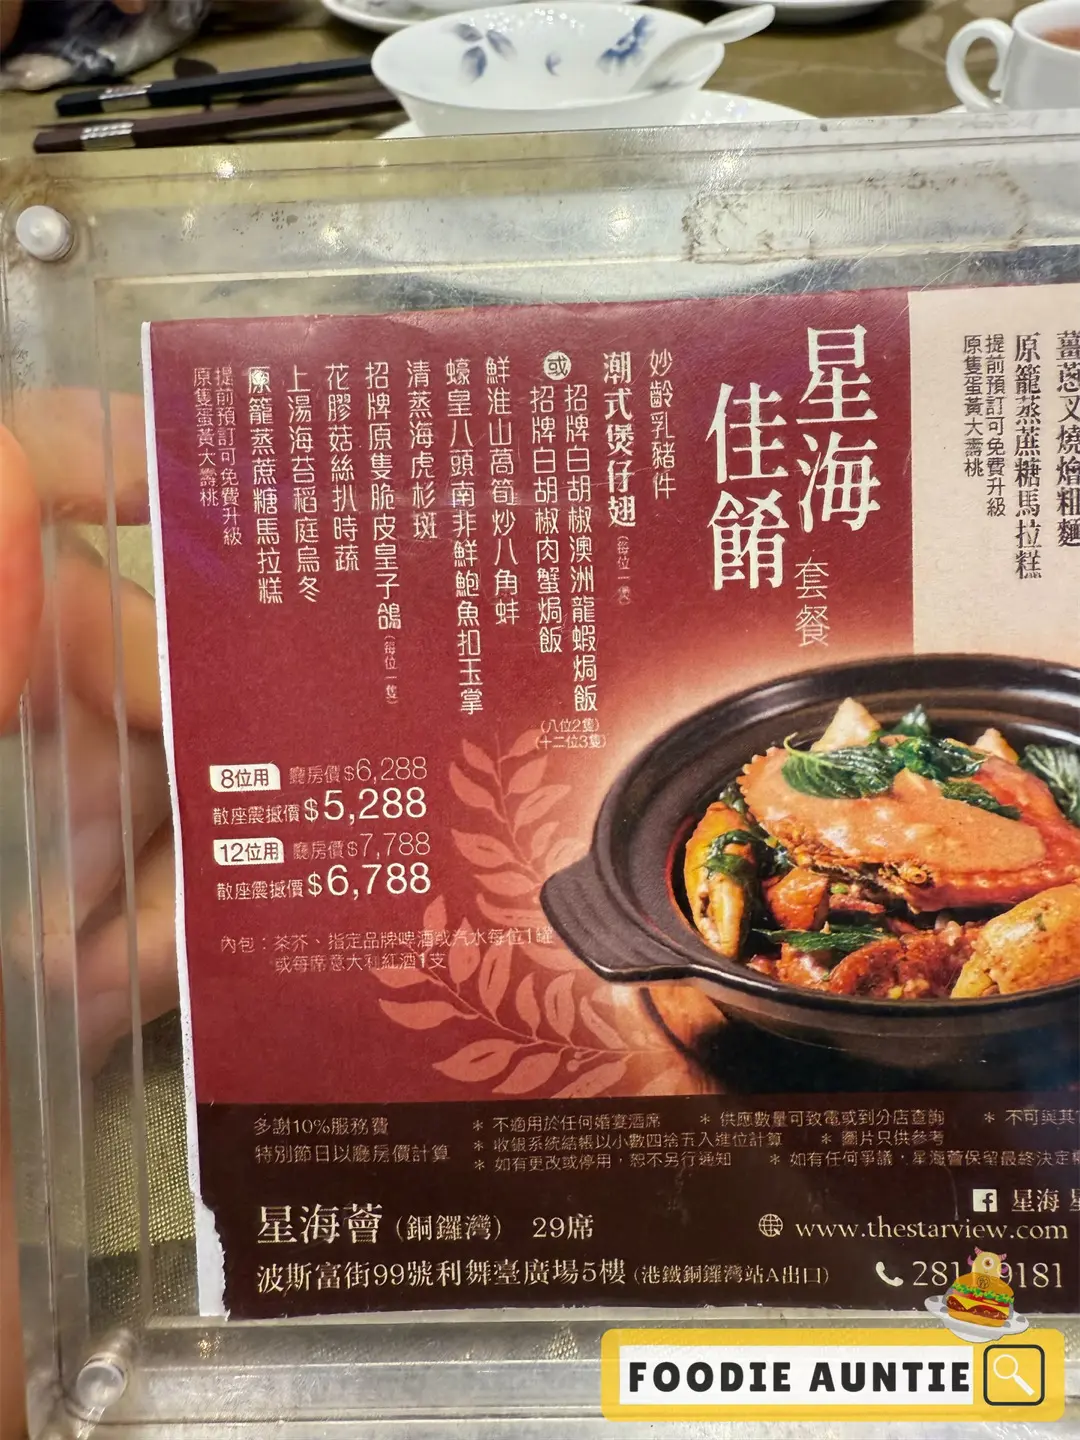 薑蔥叉燒燴粗麵
原籠蒸蔗糖馬拉糕
提前預訂可免費升級
原隻蛋黃大壽桃
星海
佳餚
套餐
妙齡乳豬件
潮式煲仔翅(每位一煲)
或
招牌白胡椒澳洲龍蝦焗飯
招牌白胡椒肉蟹焗飯
(八位2隻)
(十二位3隻)
鮮淮山萵筍炒八角蚌
蠔皇八頭南非鮮鮑魚扣玉掌
清蒸海虎杉斑
招牌原隻脆皮皇子鴿(每位一隻)
花膠菇絲扒時蔬
上湯海苔稻庭烏冬
原籠蒸蔗糖馬拉糕
提前預訂可免費升級
原隻蛋黃大壽桃
8位用 廳房價$6,288
散座震撼價$5,288
12位用 廳房價$7,788
散座震撼價$6,788
內包：茶芥、指定品牌啤酒或汽水每位1罐
或每席意大利紅酒1支
多謝10%服務費
特別節日以廳房價計算
* 不適用於任何婚宴酒席 * 供應數量可致電或到分店查詢 * 不可與其
* 收銀系統結帳以小數四捨五入進位計算 * 圖片只供參考
* 如有更改或停用，恕不另行通知 * 如有任何爭議，星海薈保留最終決定
星海薈(銅鑼灣) 29席
星海
www.thestarview.com
波斯富街99號利舞臺廣場5樓(港鐵銅鑼灣站A出口)
281 9181
FOODIE AUNTIE